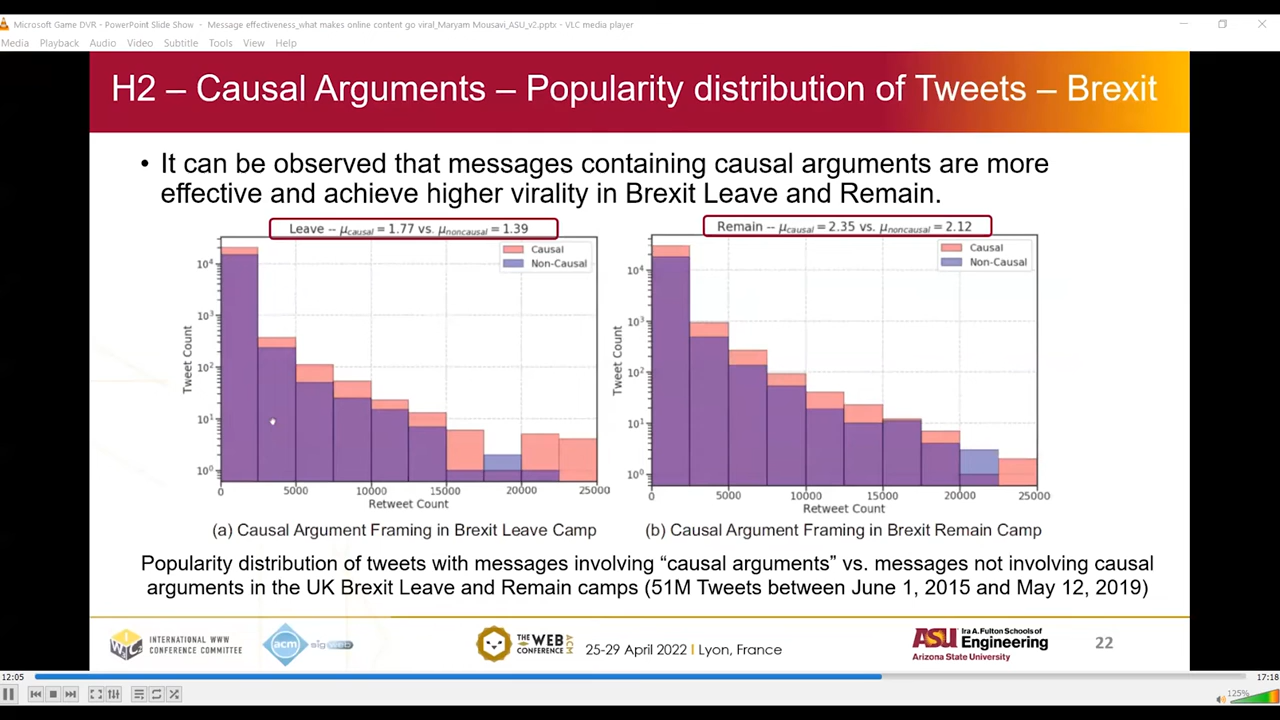 Microsoft Game DVR - PowerPoint Slide Show - Message effectiveness_what makes online content go viral_Maryam Mousavi_ASU_v2.pptx - VLC media player
Media Playback Audio Video Subtitle Tools View Help
H2 – Causal Arguments – Popularity distribution of Tweets – Brexit
• It can be observed that messages containing causal arguments are more
effective and achieve higher virality in Brexit Leave and Remain.
Leave -- μcausal = 1.77 vs. μnoncausal = 1.39
Causal
Non-Causal
10⁴
10³
10²
10¹
10⁰
Tweet Count
0 5000 10000 15000 20000 25000
Retweet Count
(a) Causal Argument Framing in Brexit Leave Camp
Remain -- μcausal = 2.35 vs. μnoncausal = 2.12
Causal
Non-Causal
10⁴
10³
10²
10¹
10⁰
Tweet Count
0 5000 10000 15000 20000 25000
Retweet Count
(b) Causal Argument Framing in Brexit Remain Camp
Popularity distribution of tweets with messages involving “causal arguments” vs. messages not involving causal
arguments in the UK Brexit Leave and Remain camps (51M Tweets between June 1, 2015 and May 12, 2019)
INTERNATIONAL WWW
CONFERENCE COMMITTEE
acm
sigweb
THE WEB
CONFERENCE
ACM
25-29 April 2022 I Lyon, France
ASU Ira A. Fulton Schools of
Engineering
Arizona State University
22
12:05
17:18
125%